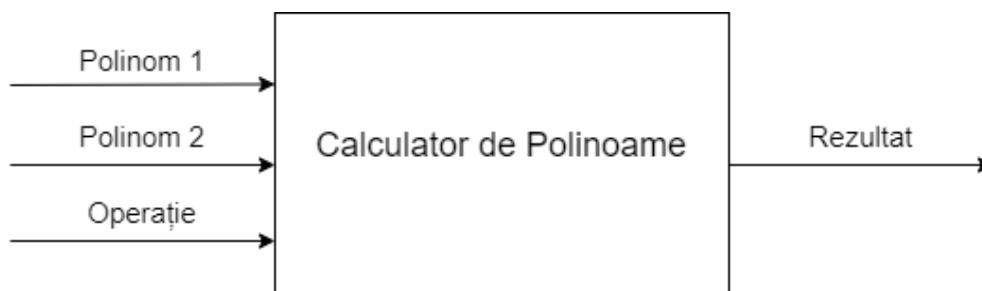 Polinom 1
Polinom 2
Operație
Calculator de Polinoame
Rezultat